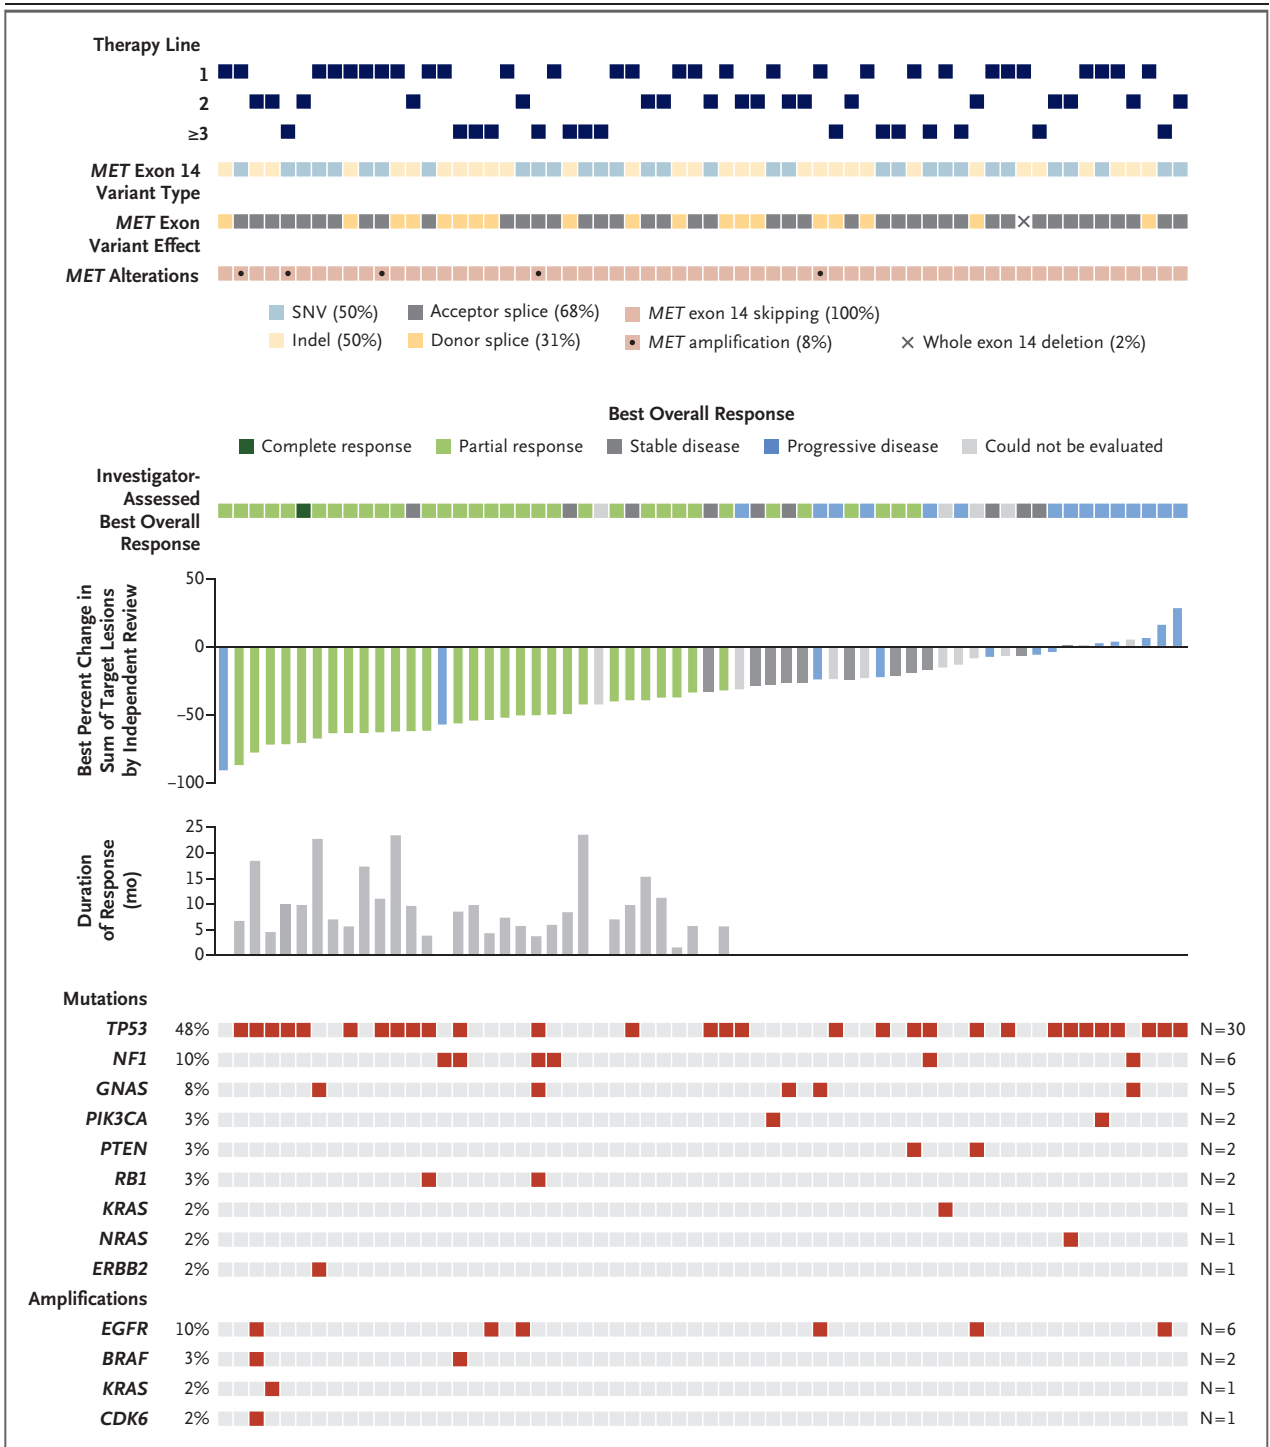 Therapy Line
1
2
≥3
MET Exon 14
Variant Type
MET Exon
Variant Effect
MET Alterations
SNV (50%)
Acceptor splice (68%)
MET exon 14 skipping (100%)
Indel (50%)
Donor splice (31%)
MET amplification (8%)
Whole exon 14 deletion (2%)
Best Overall Response
Complete response
Partial response
Stable disease
Progressive disease
Could not be evaluated
Investigator-
Assessed
Best Overall
Response
Best Percent Change in
Sum of Target Lesions
by Independent Review
50
0
−50
−100
Duration
of Response
(mo)
25
20
15
10
5
0
Mutations
TP53 48% N=30
NF1 10% N=6
GNAS 8% N=5
PIK3CA 3% N=2
PTEN 3% N=2
RB1 3% N=2
KRAS 2% N=1
NRAS 2% N=1
ERBB2 2% N=1
Amplifications
EGFR 10% N=6
BRAF 3% N=2
KRAS 2% N=1
CDK6 2% N=1